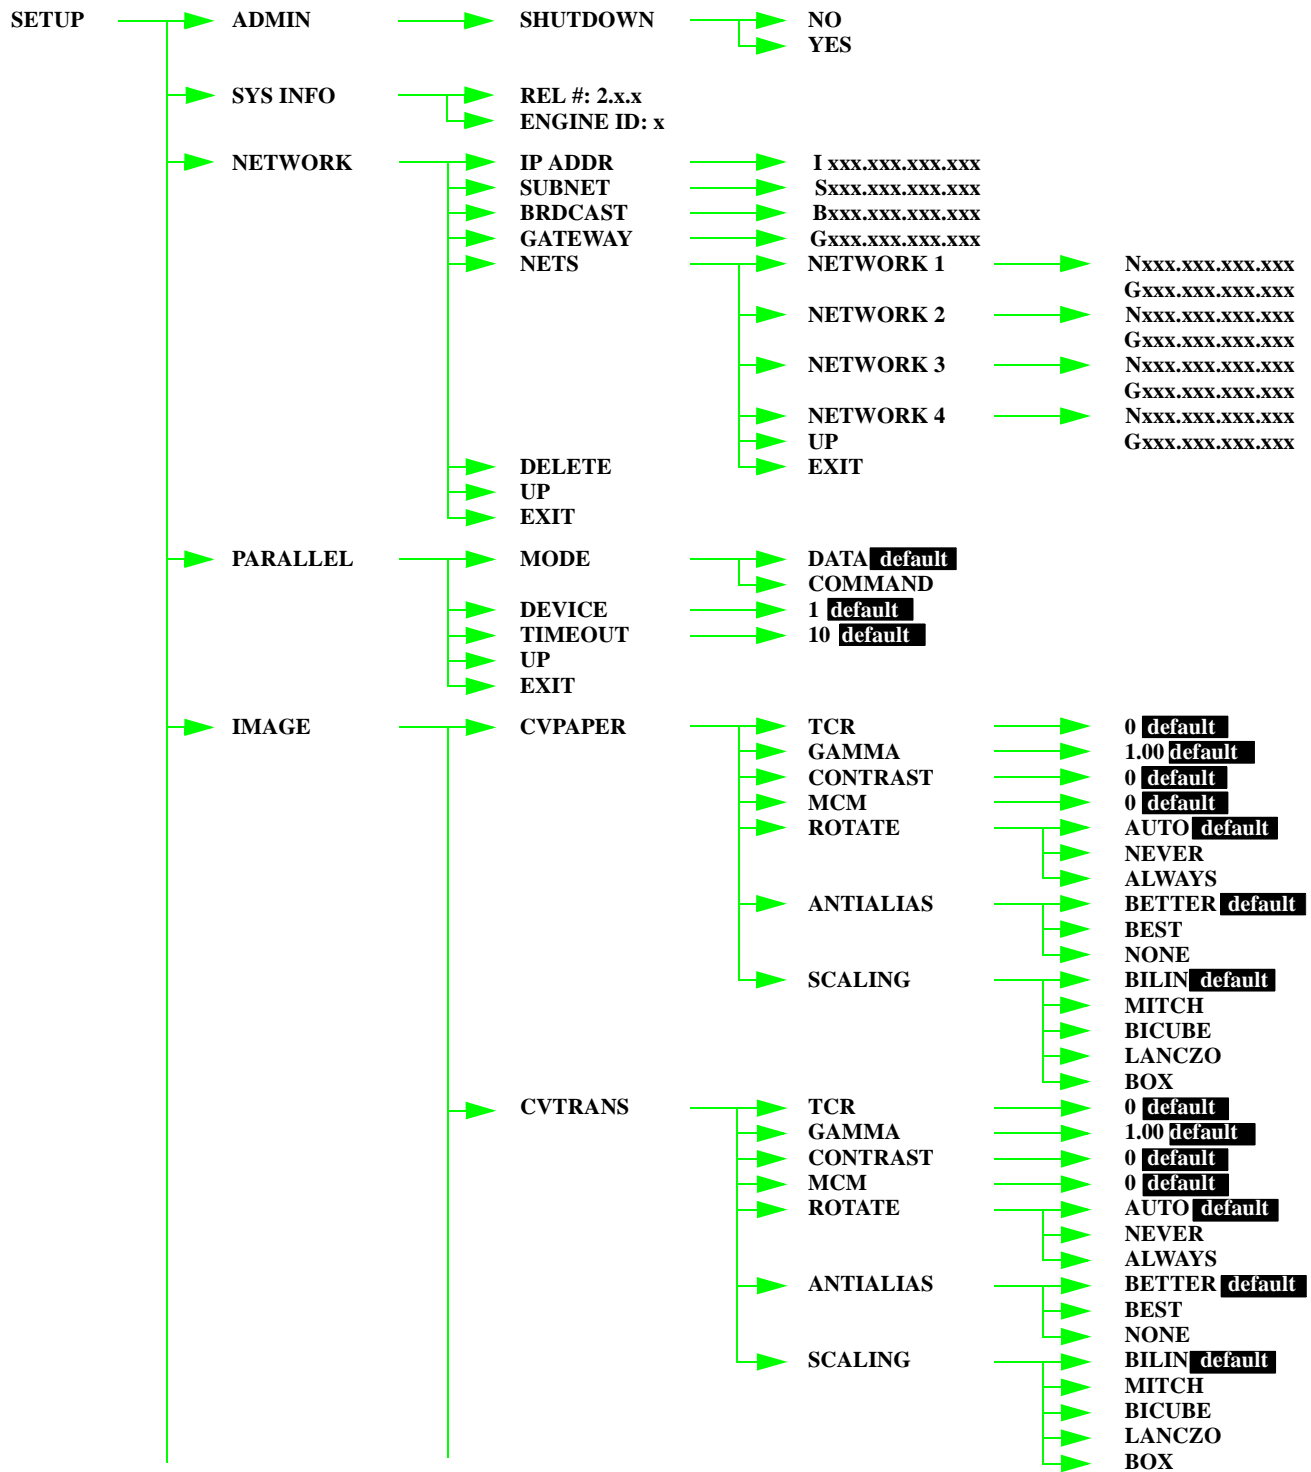 SETUP ADMIN SHUTDOWN NO
YES
SYS INFO REL #: 2.x.x
ENGINE ID: x
NETWORK IP ADDR I xxx.xxx.xxx.xxx
SUBNET Sxxx.xxx.xxx.xxx
BRDCAST Bxxx.xxx.xxx.xxx
GATEWAY Gxxx.xxx.xxx.xxx
NETS NETWORK 1 Nxxx.xxx.xxx.xxx
Gxxx.xxx.xxx.xxx
NETWORK 2 Nxxx.xxx.xxx.xxx
Gxxx.xxx.xxx.xxx
NETWORK 3 Nxxx.xxx.xxx.xxx
Gxxx.xxx.xxx.xxx
NETWORK 4 Nxxx.xxx.xxx.xxx
UP Gxxx.xxx.xxx.xxx
DELETE EXIT
UP
EXIT
PARALLEL MODE DATA default
COMMAND
DEVICE 1 default
TIMEOUT 10 default
UP
EXIT
IMAGE CVPAPER TCR 0 default
GAMMA 1.00 default
CONTRAST 0 default
MCM 0 default
ROTATE AUTO default
NEVER
ALWAYS
ANTIALIAS BETTER default
BEST
NONE
SCALING BILIN default
MITCH
BICUBE
LANCZO
BOX
CVTRANS TCR 0 default
GAMMA 1.00 default
CONTRAST 0 default
MCM 0 default
ROTATE AUTO default
NEVER
ALWAYS
ANTIALIAS BETTER default
BEST
NONE
SCALING BILIN default
MITCH
BICUBE
LANCZO
BOX